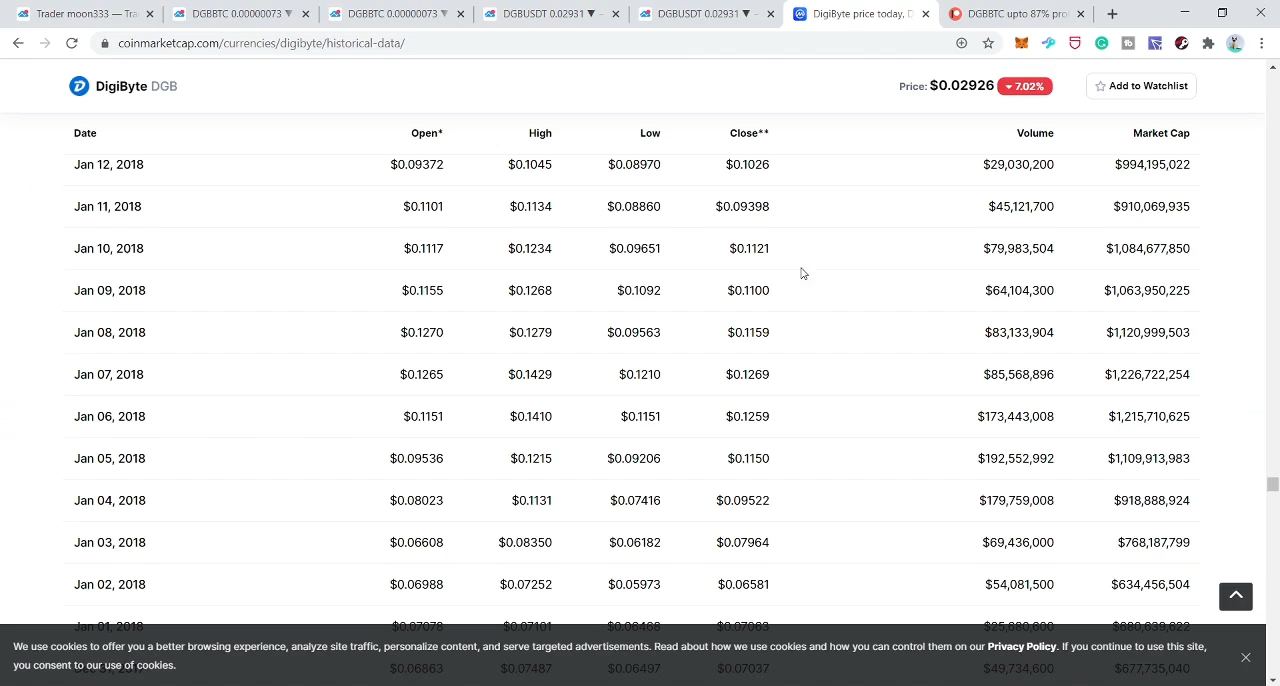 Trader moon333 — Tra
DGBBTC 0.00000073 ▼
DGBBTC 0.00000073 ▼
DGBUSDT 0.02931 ▼ –
DGBUSDT 0.02931 ▼ –
DigiByte price today, D
DGBBTC upto 87% pro
coinmarketcap.com/currencies/digibyte/historical-data/
DigiByte DGB
Price: $0.02926 7.02%
Add to Watchlist
Date Open* High Low Close** Volume Market Cap
Jan 12, 2018 $0.09372 $0.1045 $0.08970 $0.1026 $29,030,200 $994,195,022
Jan 11, 2018 $0.1101 $0.1134 $0.08860 $0.09398 $45,121,700 $910,069,935
Jan 10, 2018 $0.1117 $0.1234 $0.09651 $0.1121 $79,983,504 $1,084,677,850
Jan 09, 2018 $0.1155 $0.1268 $0.1092 $0.1100 $64,104,300 $1,063,950,225
Jan 08, 2018 $0.1270 $0.1279 $0.09563 $0.1159 $83,133,904 $1,120,999,503
Jan 07, 2018 $0.1265 $0.1429 $0.1210 $0.1269 $85,568,896 $1,226,722,254
Jan 06, 2018 $0.1151 $0.1410 $0.1151 $0.1259 $173,443,008 $1,215,710,625
Jan 05, 2018 $0.09536 $0.1215 $0.09206 $0.1150 $192,552,992 $1,109,913,983
Jan 04, 2018 $0.08023 $0.1131 $0.07416 $0.09522 $179,759,008 $918,888,924
Jan 03, 2018 $0.06608 $0.08350 $0.06182 $0.07964 $69,436,000 $768,187,799
Jan 02, 2018 $0.06988 $0.07252 $0.05973 $0.06581 $54,081,500 $634,456,504
Jan 01, 2018 $0.07078 $0.07101
We use cookies to offer you a better browsing experience, analyze site traffic, personalize content, and serve targeted advertisements. Read about how we use cookies and how you can control them on our Privacy Policy. If you continue to use this site,
you consent to our use of cookies.
$0.06863 $0.07487 $0.06497 $0.07037 $49,734,600 $677,735,040